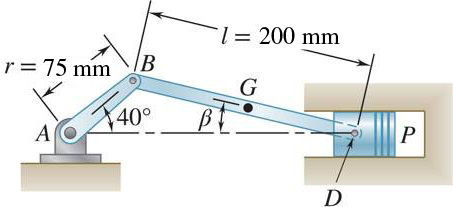 l = 200 mm
r = 75 mm
B
G
A
40°
β
P
D